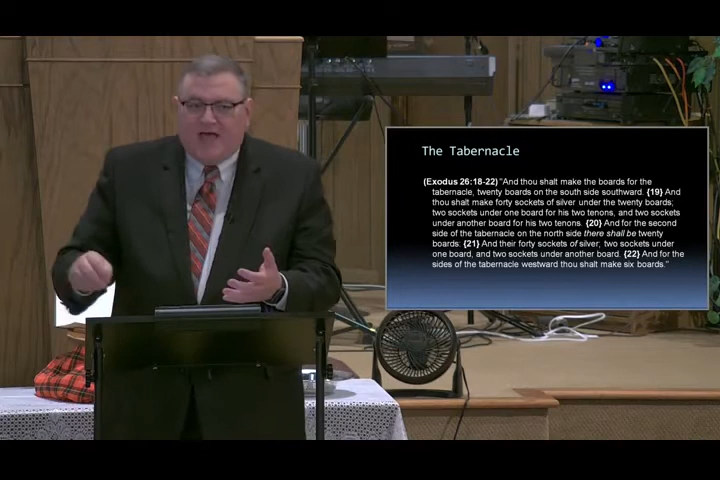 The Tabernacle
(Exodus 26:18-22) "And thou shalt make the boards for the
tabernacle, twenty boards on the south side southward. {19} And
thou shalt make forty sockets of silver under the twenty boards;
two sockets under one board for his two tenons, and two sockets
under another board for his two tenons. {20} And for the second
side of the tabernacle on the north side there shall be twenty
boards: {21} And their forty sockets of silver; two sockets under
one board, and two sockets under another board. {22} And for the
sides of the tabernacle westward thou shalt make six boards."